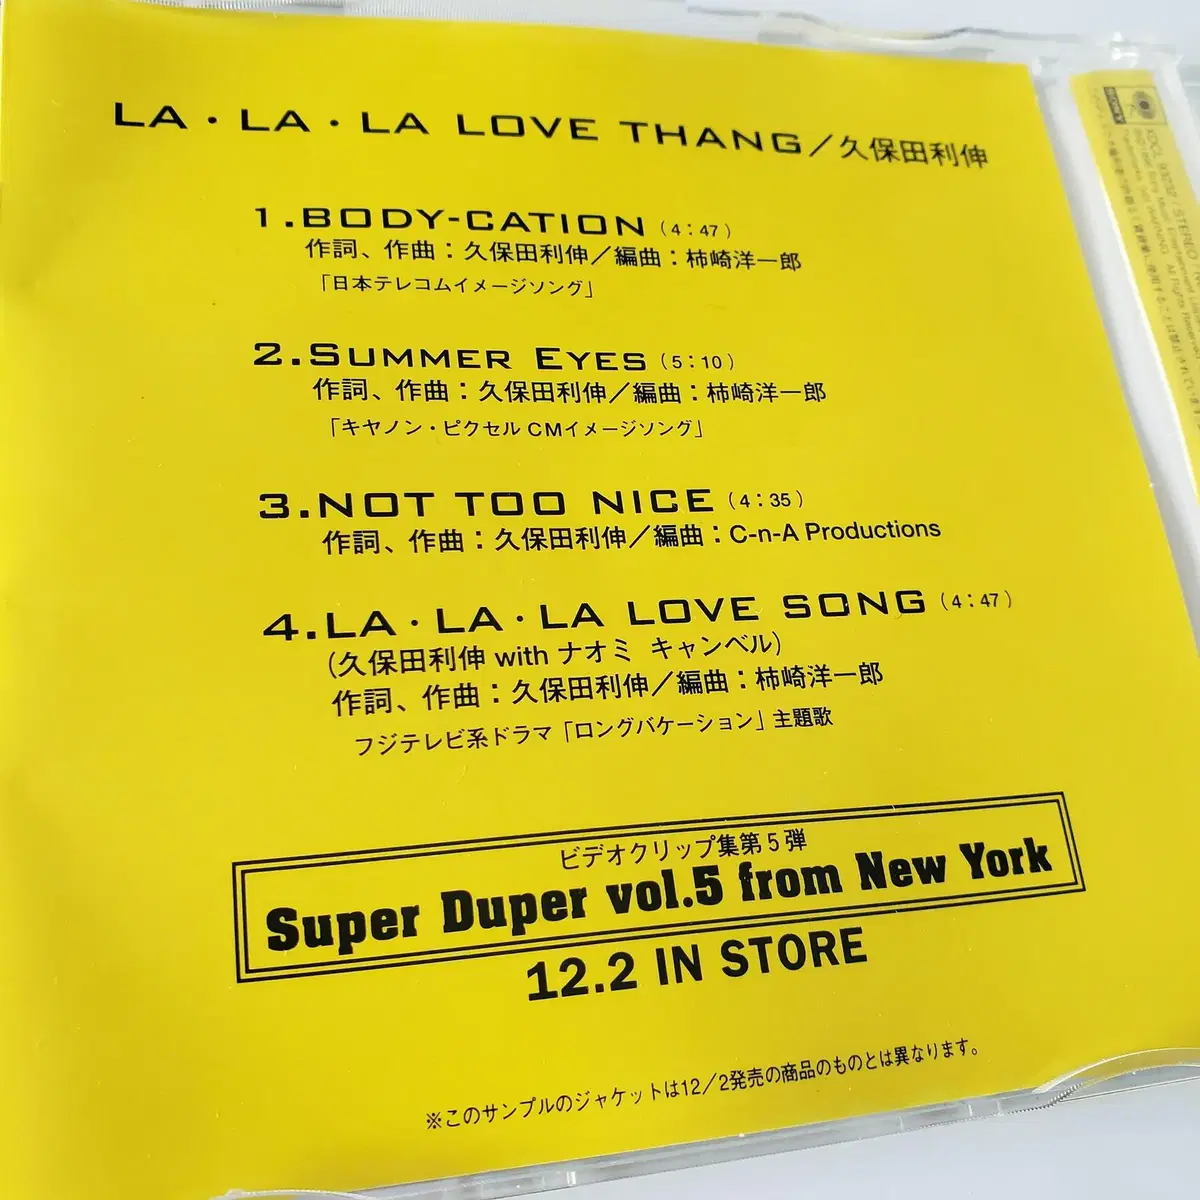 LA・LA・LA LOVE THANG／久保田利伸
1.BODY-CATION（4:47）
作詞、作曲：久保田利伸／編曲：柿崎洋一郎
「日本テレコムイメージソング」
2.SUMMER EYES（5:10）
作詞、作曲：久保田利伸／編曲：柿崎洋一郎
「キヤノン・ピクセルCMイメージソング」
3.NOT TOO NICE（4:35）
作詞、作曲：久保田利伸／編曲：C-n-A Productions
4.LA・LA・LA LOVE SONG（4:47）
(久保田利伸 with ナオミ キャンベル)
作詞、作曲：久保田利伸／編曲：柿崎洋一郎
フジテレビ系ドラマ「ロングバケーション」主題歌
ビデオクリップ集第5弾
Super Duper vol.5 from New York
12.2 IN STORE
※このサンプルのジャケットは12／2発売の商品のものとは異なります。